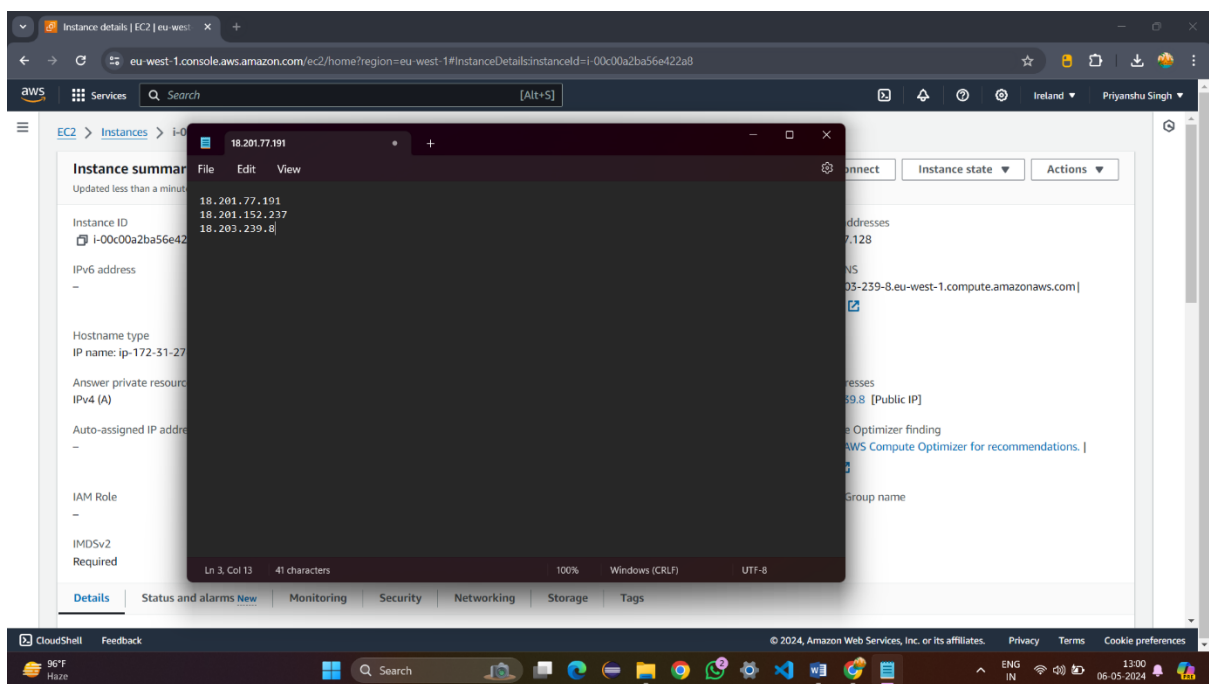 Instance details | EC2 | eu-west
eu-west-1.console.aws.amazon.com/ec2/home?region=eu-west-1#InstanceDetails:instanceId=i-00c00a2ba56e422a8
aws Services Search [Alt+S] Ireland Priyanshu Singh
EC2 > Instances > i-0
18.201.77.191
File Edit View
18.201.77.191
18.201.152.237
18.203.239.8
Ln 3, Col 13 41 characters 100% Windows (CRLF) UTF-8
Instance summar
Updated less than a minut
onnect Instance state Actions
Instance ID
i-00c00a2ba56e42
ddresses
7.128
IPv6 address
–
NS
03-239-8.eu-west-1.compute.amazonaws.com |
Hostname type
IP name: ip-172-31-27
Answer private resourc
IPv4 (A)
resses
39.8 [Public IP]
Auto-assigned IP addre
–
e Optimizer finding
AWS Compute Optimizer for recommendations. |
IAM Role
–
Group name
IMDSv2
Required
Details Status and alarms New Monitoring Security Networking Storage Tags
CloudShell Feedback © 2024, Amazon Web Services, Inc. or its affiliates. Privacy Terms Cookie preferences
96°F
Haze
Search
2
ENG
IN
13:00
06-05-2024
PRE